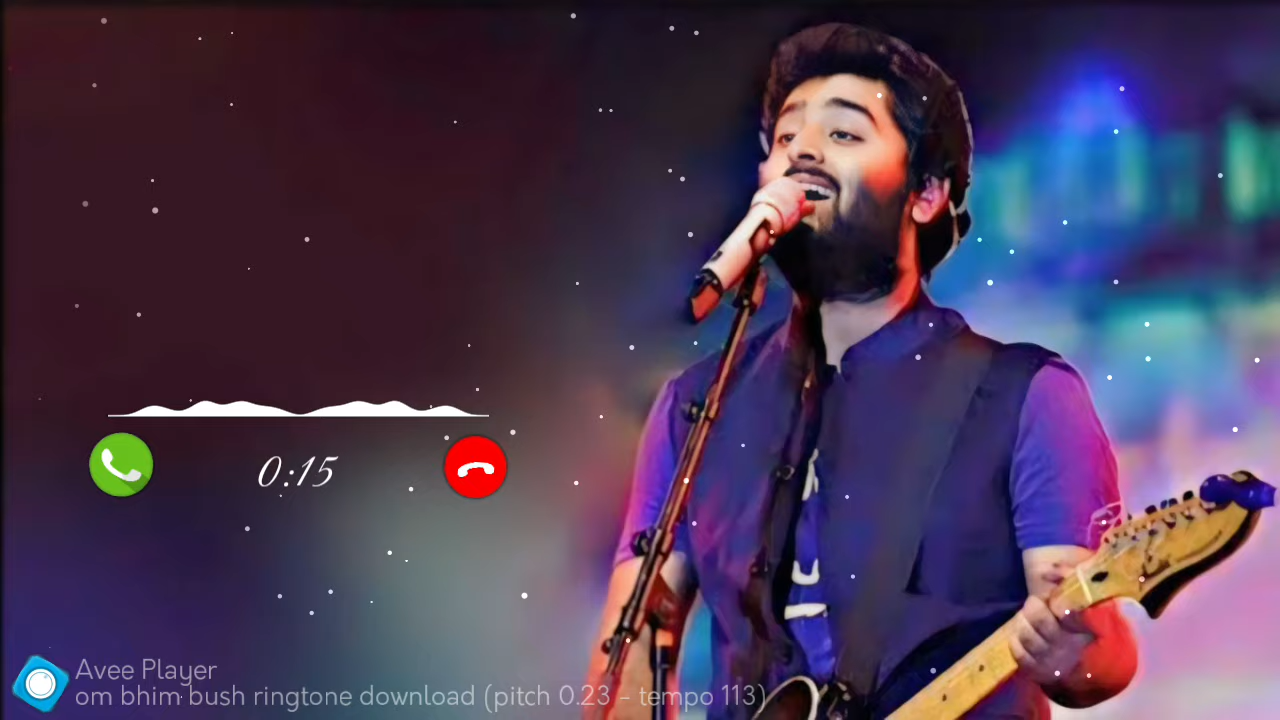 0:15
Avee Player
om bhim bush ringtone download (pitch 0.23 - tempo 113)